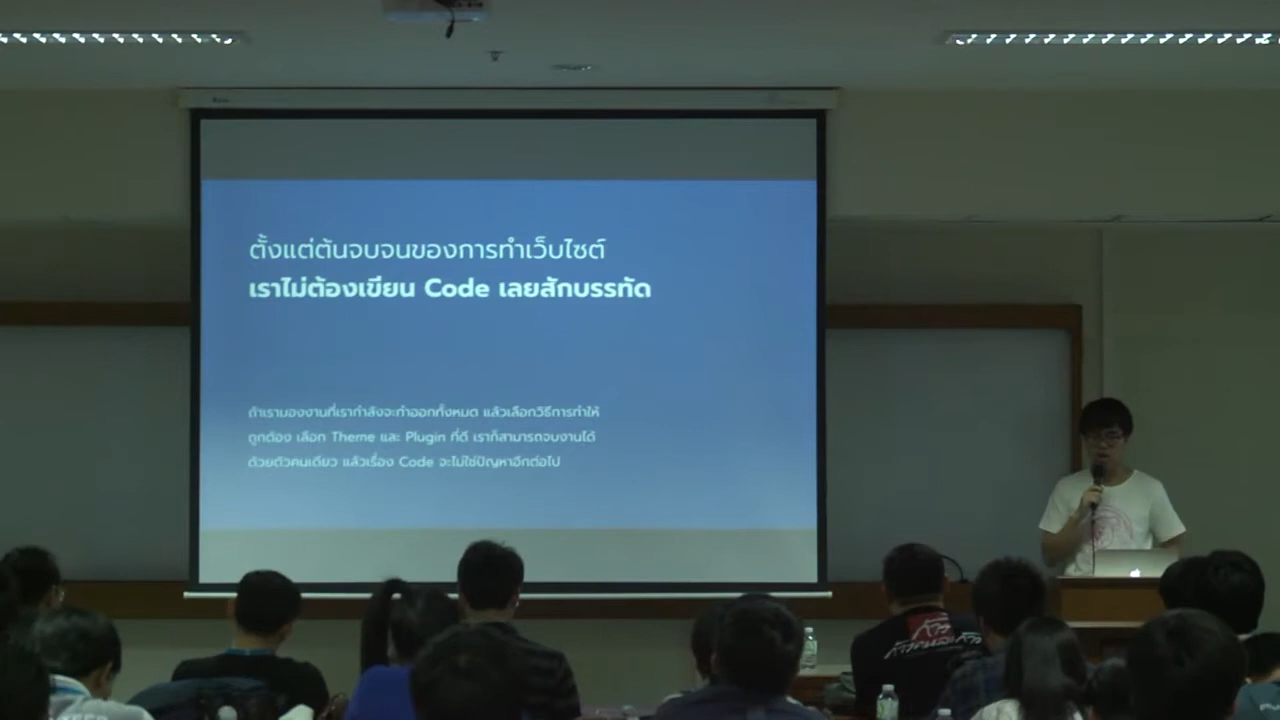 ตั้งแต่ต้นจบจนของการทำเว็บไซต์
เราไม่ต้องเขียน Code เลยสักบรรทัด
ถ้าเรามองงานที่เรากำลังจะทำออกทั้งหมด แล้วเลือกวิธีการทำให้
ถูกต้อง เลือก Theme และ Plugin ที่ดี เราก็สามารถจบงานได้
ด้วยตัวคนเดียว แล้วเรื่อง Code จะไม่ใช่ปัญหาอีกต่อไป